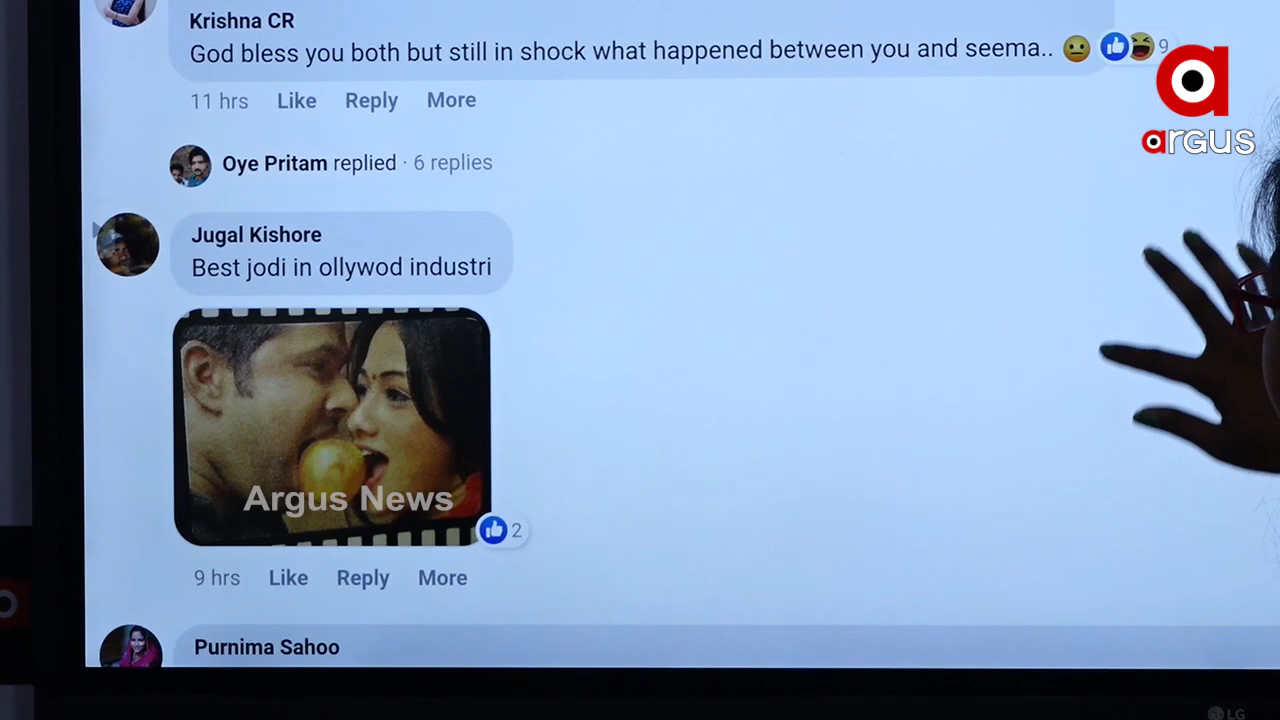 Krishna CR
God bless you both but still in shock what happened between you and seema.. 😐 9
11 hrs Like Reply More
argus
Oye Pritam replied · 6 replies
Jugal Kishore
Best jodi in ollywod industri
Argus News
2
9 hrs Like Reply More
Purnima Sahoo
LG